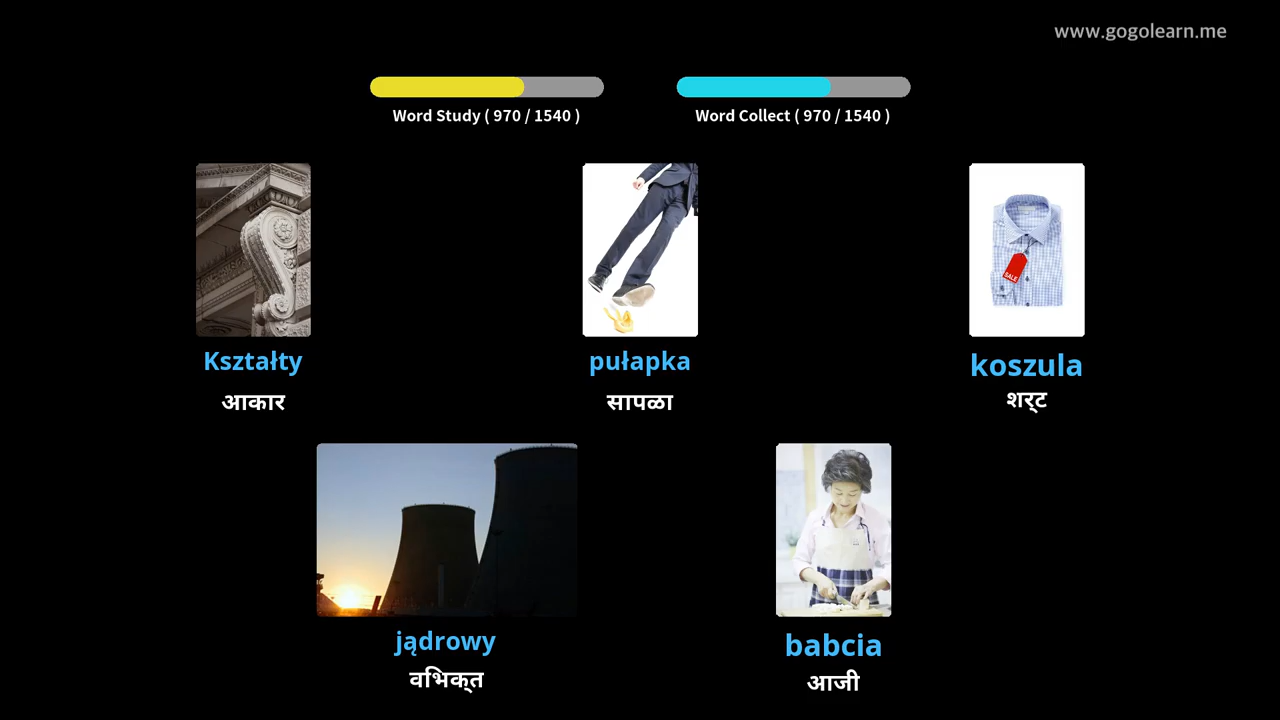 www.gogolearn.me
Word Study ( 970 / 1540 )
Word Collect ( 970 / 1540 )
Kształty
pułapka
koszula
आकार
सापळा
शर्ट
SALE
jądrowy
babcia
वभिक्त
आजी